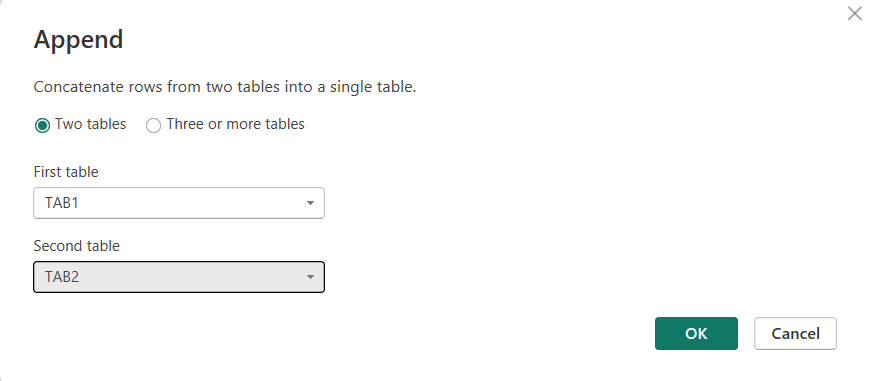 Append
Concatenate rows from two tables into a single table.
Two tables Three or more tables
First table
TAB1
Second table
TAB2
OK Cancel